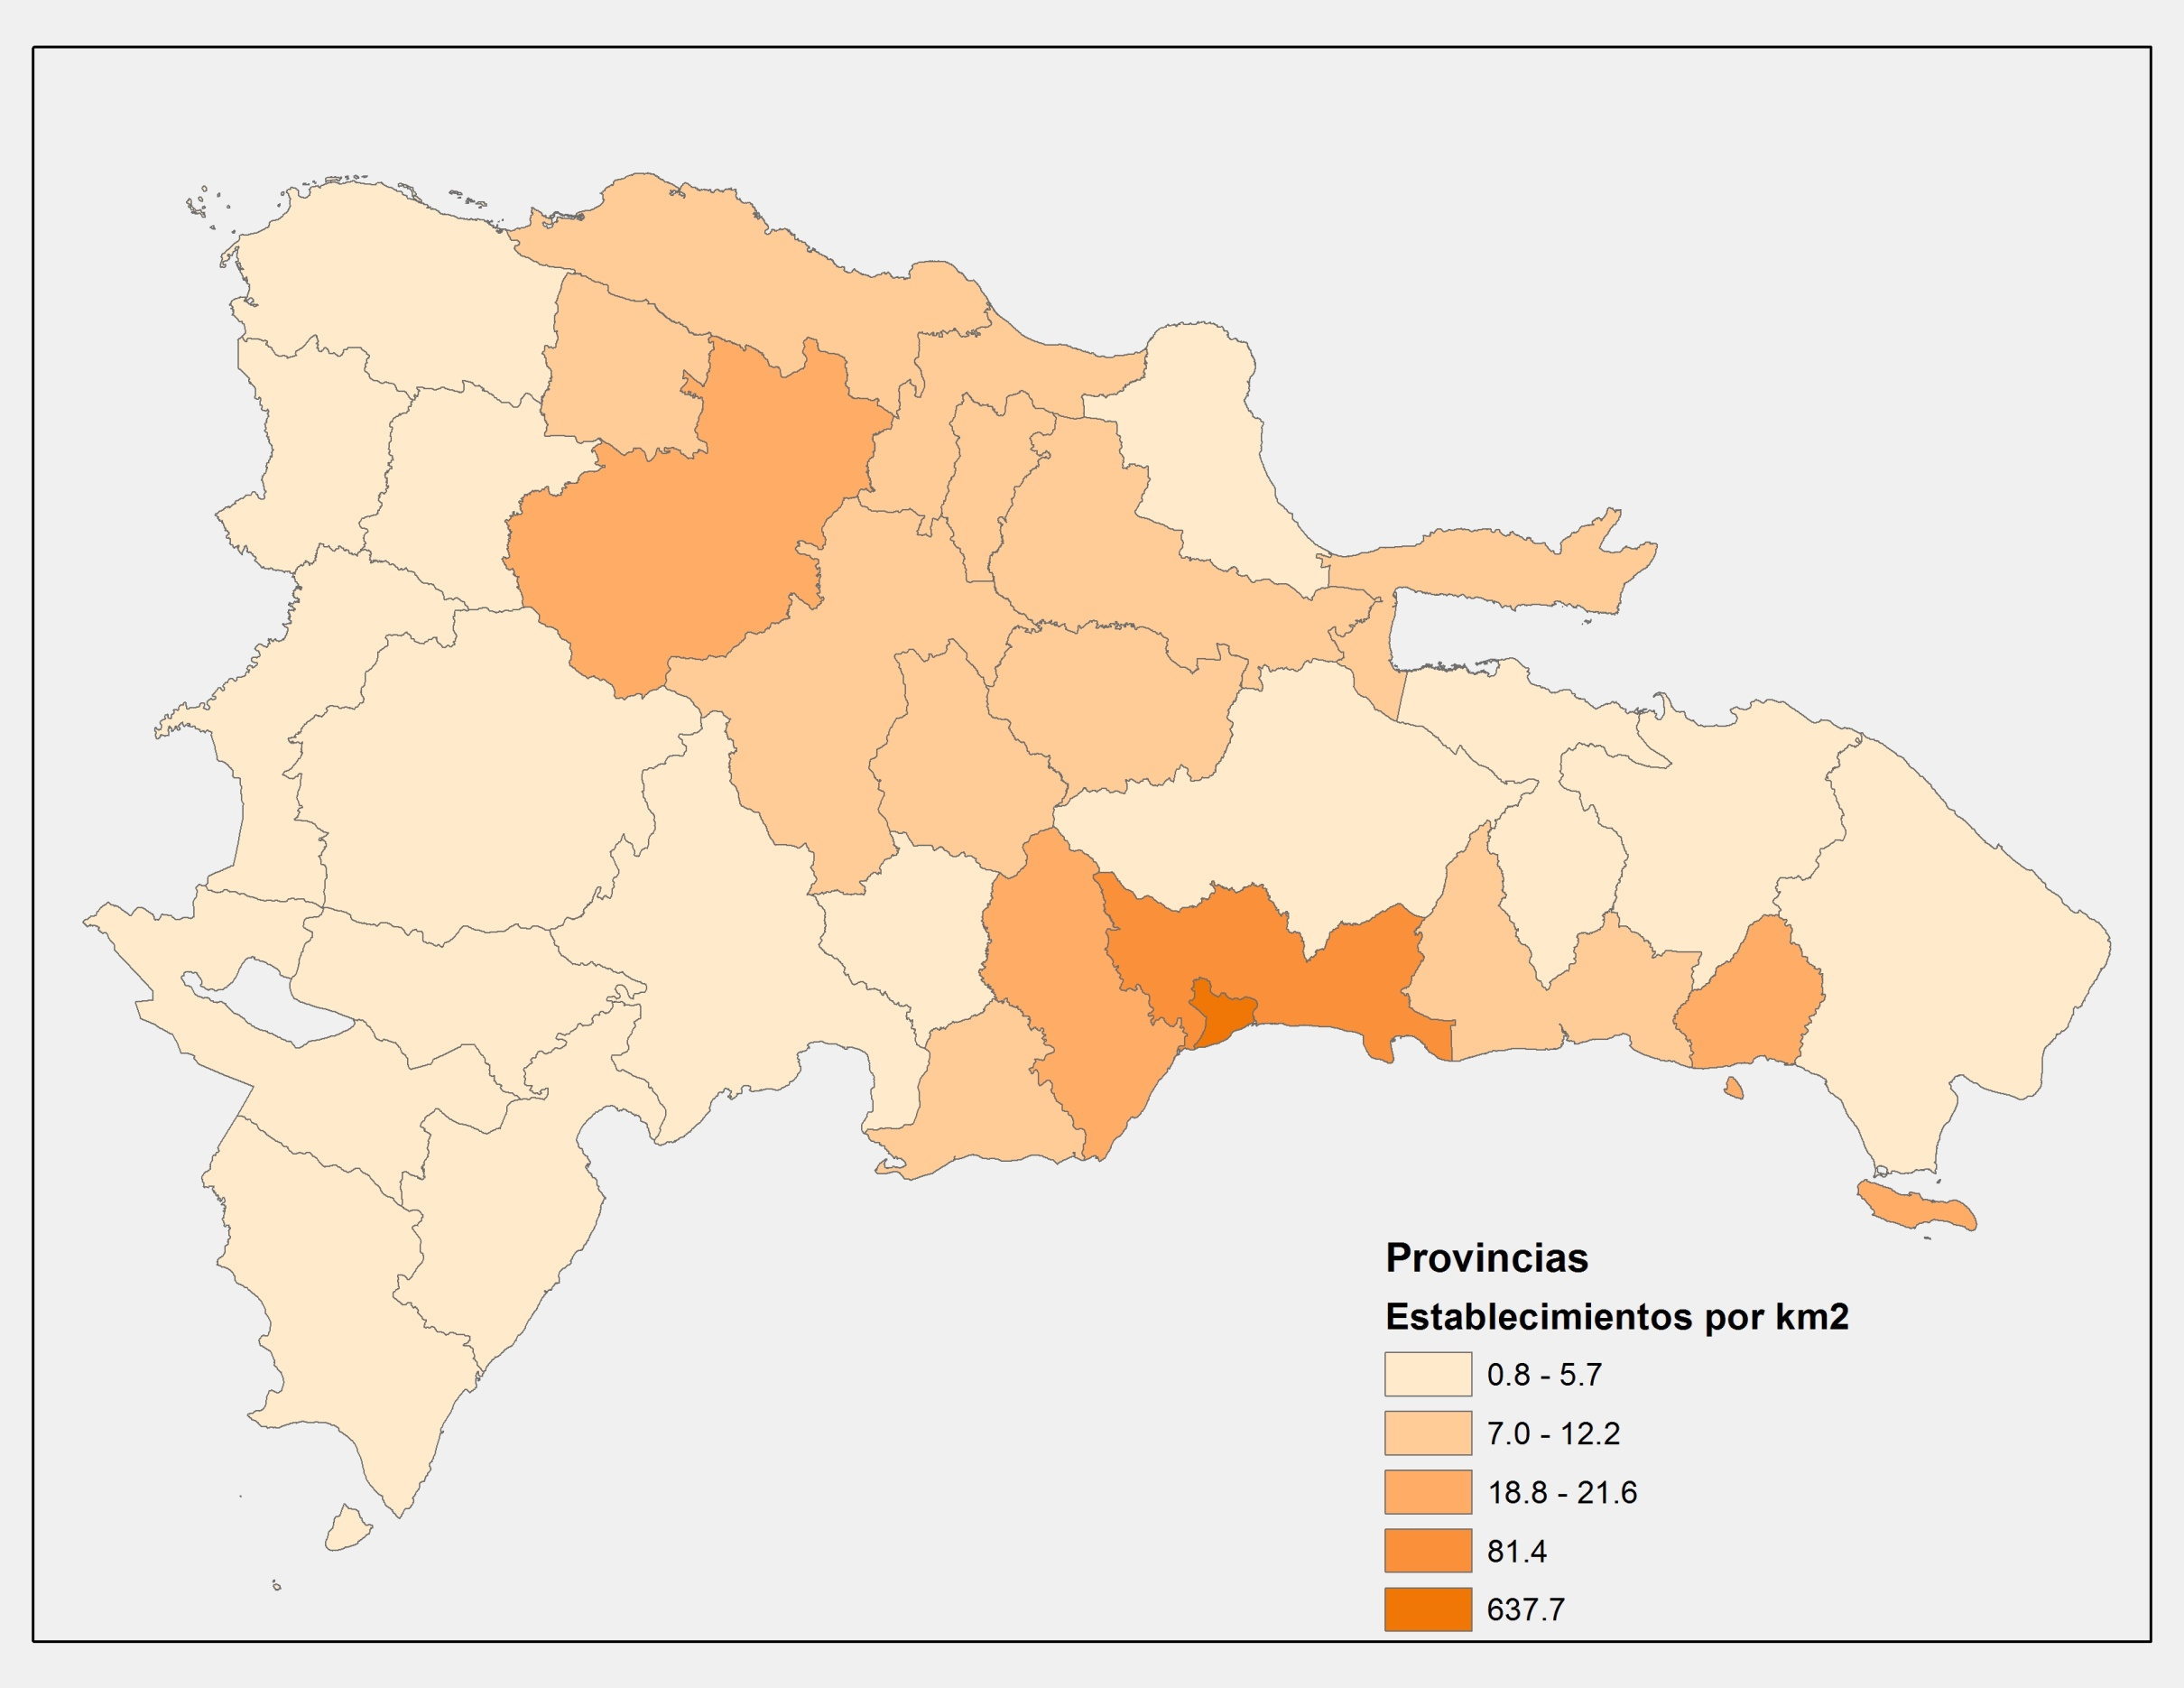 Provincias
Establecimientos por km2
0.8 - 5.7
7.0 - 12.2
18.8 - 21.6
81.4
637.7